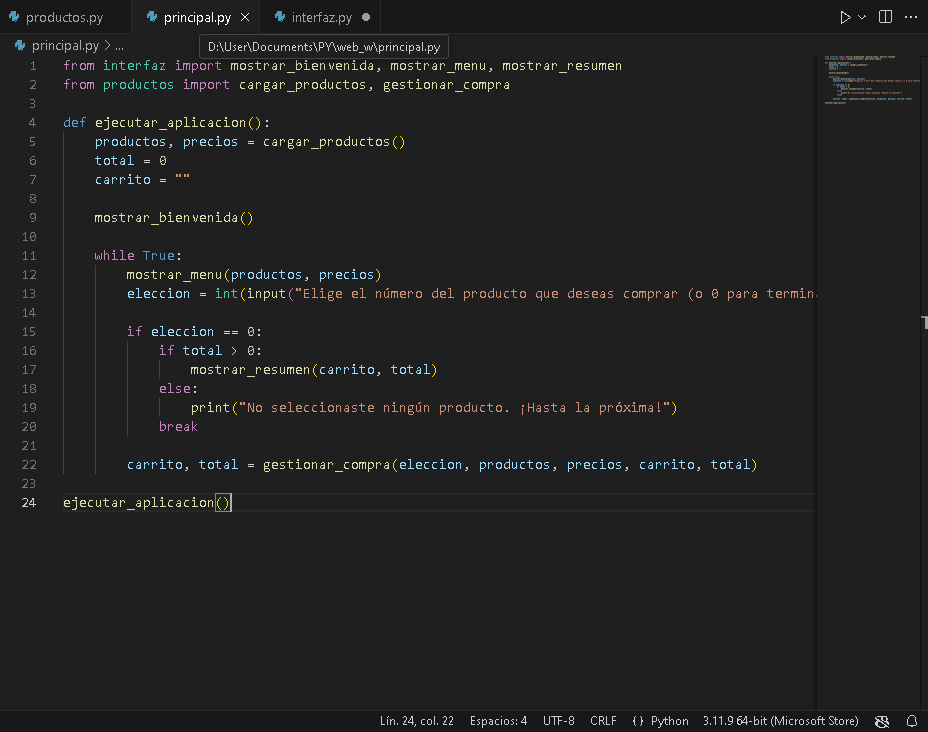 productos.py principal.py × interfaz.py ●
principal.py > ...
D:\User\Documents\PY\web_w\principal.py
1 from interfaz import mostrar_bienvenida, mostrar_menu, mostrar_resumen
2 from productos import cargar_productos, gestionar_compra
3
4 def ejecutar_aplicacion():
5     productos, precios = cargar_productos()
6     total = 0
7     carrito = ""
8
9     mostrar_bienvenida()
10
11     while True:
12         mostrar_menu(productos, precios)
13         eleccion = int(input("Elige el número del producto que deseas comprar (o 0 para termina
14
15         if eleccion == 0:
16             if total > 0:
17                 mostrar_resumen(carrito, total)
18             else:
19                 print("No seleccionaste ningún producto. ¡Hasta la próxima!")
20             break
21
22         carrito, total = gestionar_compra(eleccion, productos, precios, carrito, total)
23
24 ejecutar_aplicacion()
Lín. 24, col. 22 Espacios: 4 UTF-8 CRLF {} Python 3.11.9 64-bit (Microsoft Store)